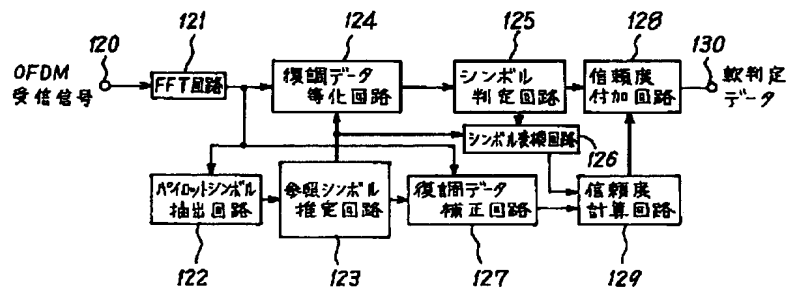 121
124
125
128
120
130
OFDM
受信信号
FFT回路
復調データ
等化回路
シンボル
判定回路
信頼度
付加回路
軟判定
データ
シンボル変換回路
126
パイロットシンボル
抽出回路
参照シンボル
推定回路
復調データ
補正回路
信頼度
計算回路
122
123
127
129